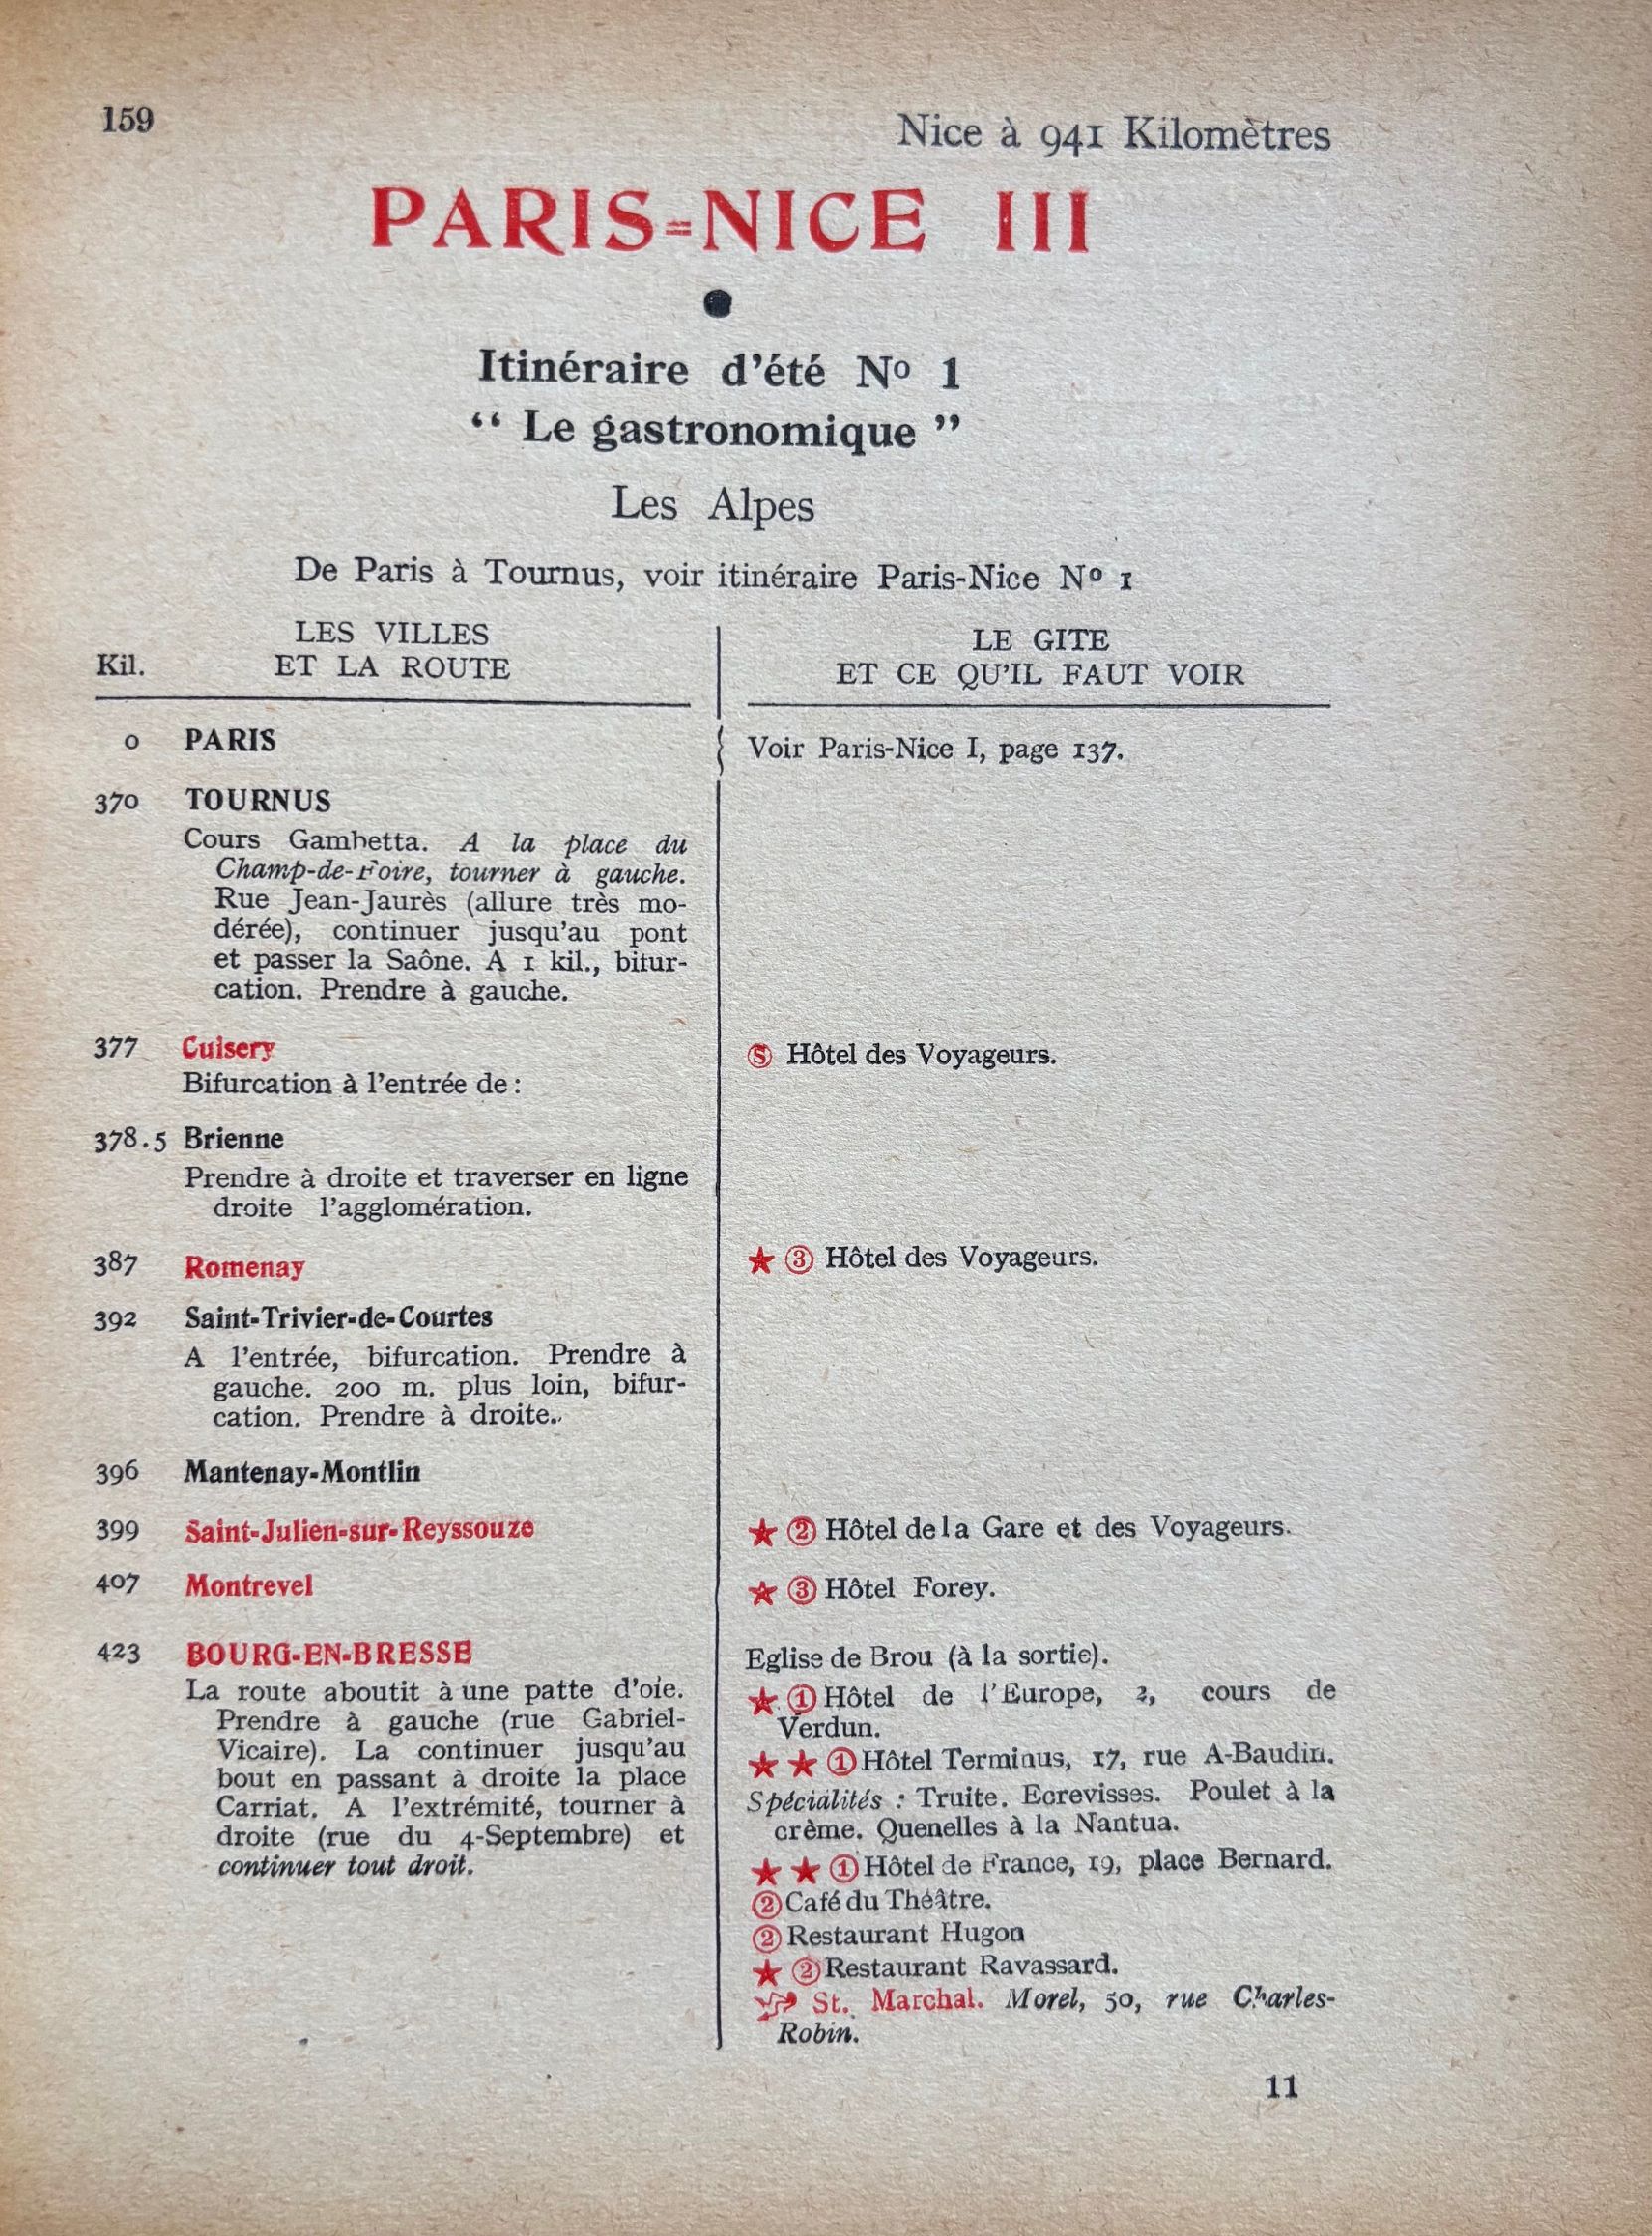 159
Nice à 941 Kilomètres
PARIS=NICE III
Itinéraire d'été Nº 1
“ Le gastronomique ”
Les Alpes
De Paris à Tournus, voir itinéraire Paris-Nice Nº 1
LES VILLES
Kil. ET LA ROUTE
LE GITE
ET CE QU'IL FAUT VOIR
0 PARIS
Voir Paris-Nice I, page 137.
370 TOURNUS
Cours Gambetta. A la place du
Champ-de-Foire, tourner à gauche.
Rue Jean-Jaurès (allure très mo-
dérée), continuer jusqu'au pont
et passer la Saône. A 1 kil., bifur-
cation. Prendre à gauche.
377 Cuisery
Ⓢ Hôtel des Voyageurs.
Bifurcation à l'entrée de :
378.5 Brienne
Prendre à droite et traverser en ligne
droite l'agglomération.
387 Romenay
★ ③ Hôtel des Voyageurs.
392 Saint-Trivier-de-Courtes
A l'entrée, bifurcation. Prendre à
gauche. 200 m. plus loin, bifur-
cation. Prendre à droite.
396 Mantenay-Montlin
399 Saint-Julien-sur-Reyssouze
★ ② Hôtel de la Gare et des Voyageurs.
407 Montrevel
★ ③ Hôtel Forey.
423 BOURG-EN-BRESSE
La route aboutit à une patte d'oie.
Prendre à gauche (rue Gabriel-
Vicaire). La continuer jusqu'au
bout en passant à droite la place
Carriat. A l'extrémité, tourner à
droite (rue du 4-Septembre) et
continuer tout droit.
Eglise de Brou (à la sortie).
★ ① Hôtel de l'Europe, 2, cours de
Verdun.
★ ★ ① Hôtel Terminus, 17, rue A-Baudin.
Spécialités : Truite. Ecrevisses. Poulet à la
crème. Quenelles à la Nantua.
★ ★ ① Hôtel de France, 19, place Bernard.
② Café du Théâtre.
② Restaurant Hugon
★ ② Restaurant Ravassard.
St. Marchal. Morel, 50, rue Charles-
Robin.
11